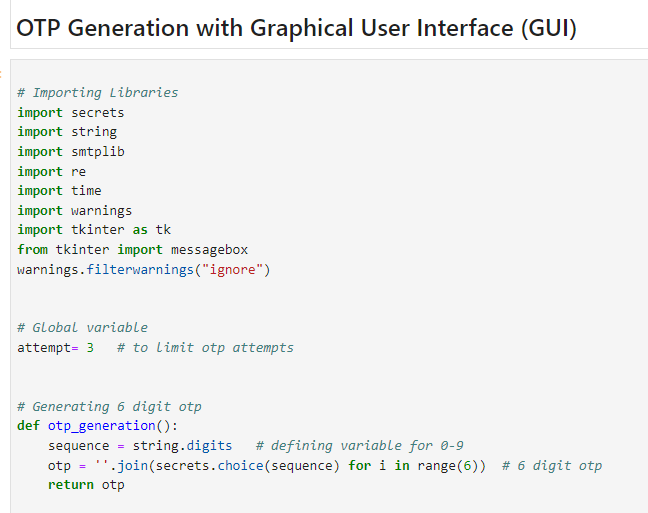 OTP Generation with Graphical User Interface (GUI)
# Importing Libraries
import secrets
import string
import smtplib
import re
import time
import warnings
import tkinter as tk
from tkinter import messagebox
warnings.filterwarnings("ignore")
# Global variable
attempt= 3   # to limit otp attempts
# Generating 6 digit otp
def otp_generation():
    sequence = string.digits   # defining variable for 0-9
    otp = ''.join(secrets.choice(sequence) for i in range(6))  # 6 digit otp
    return otp